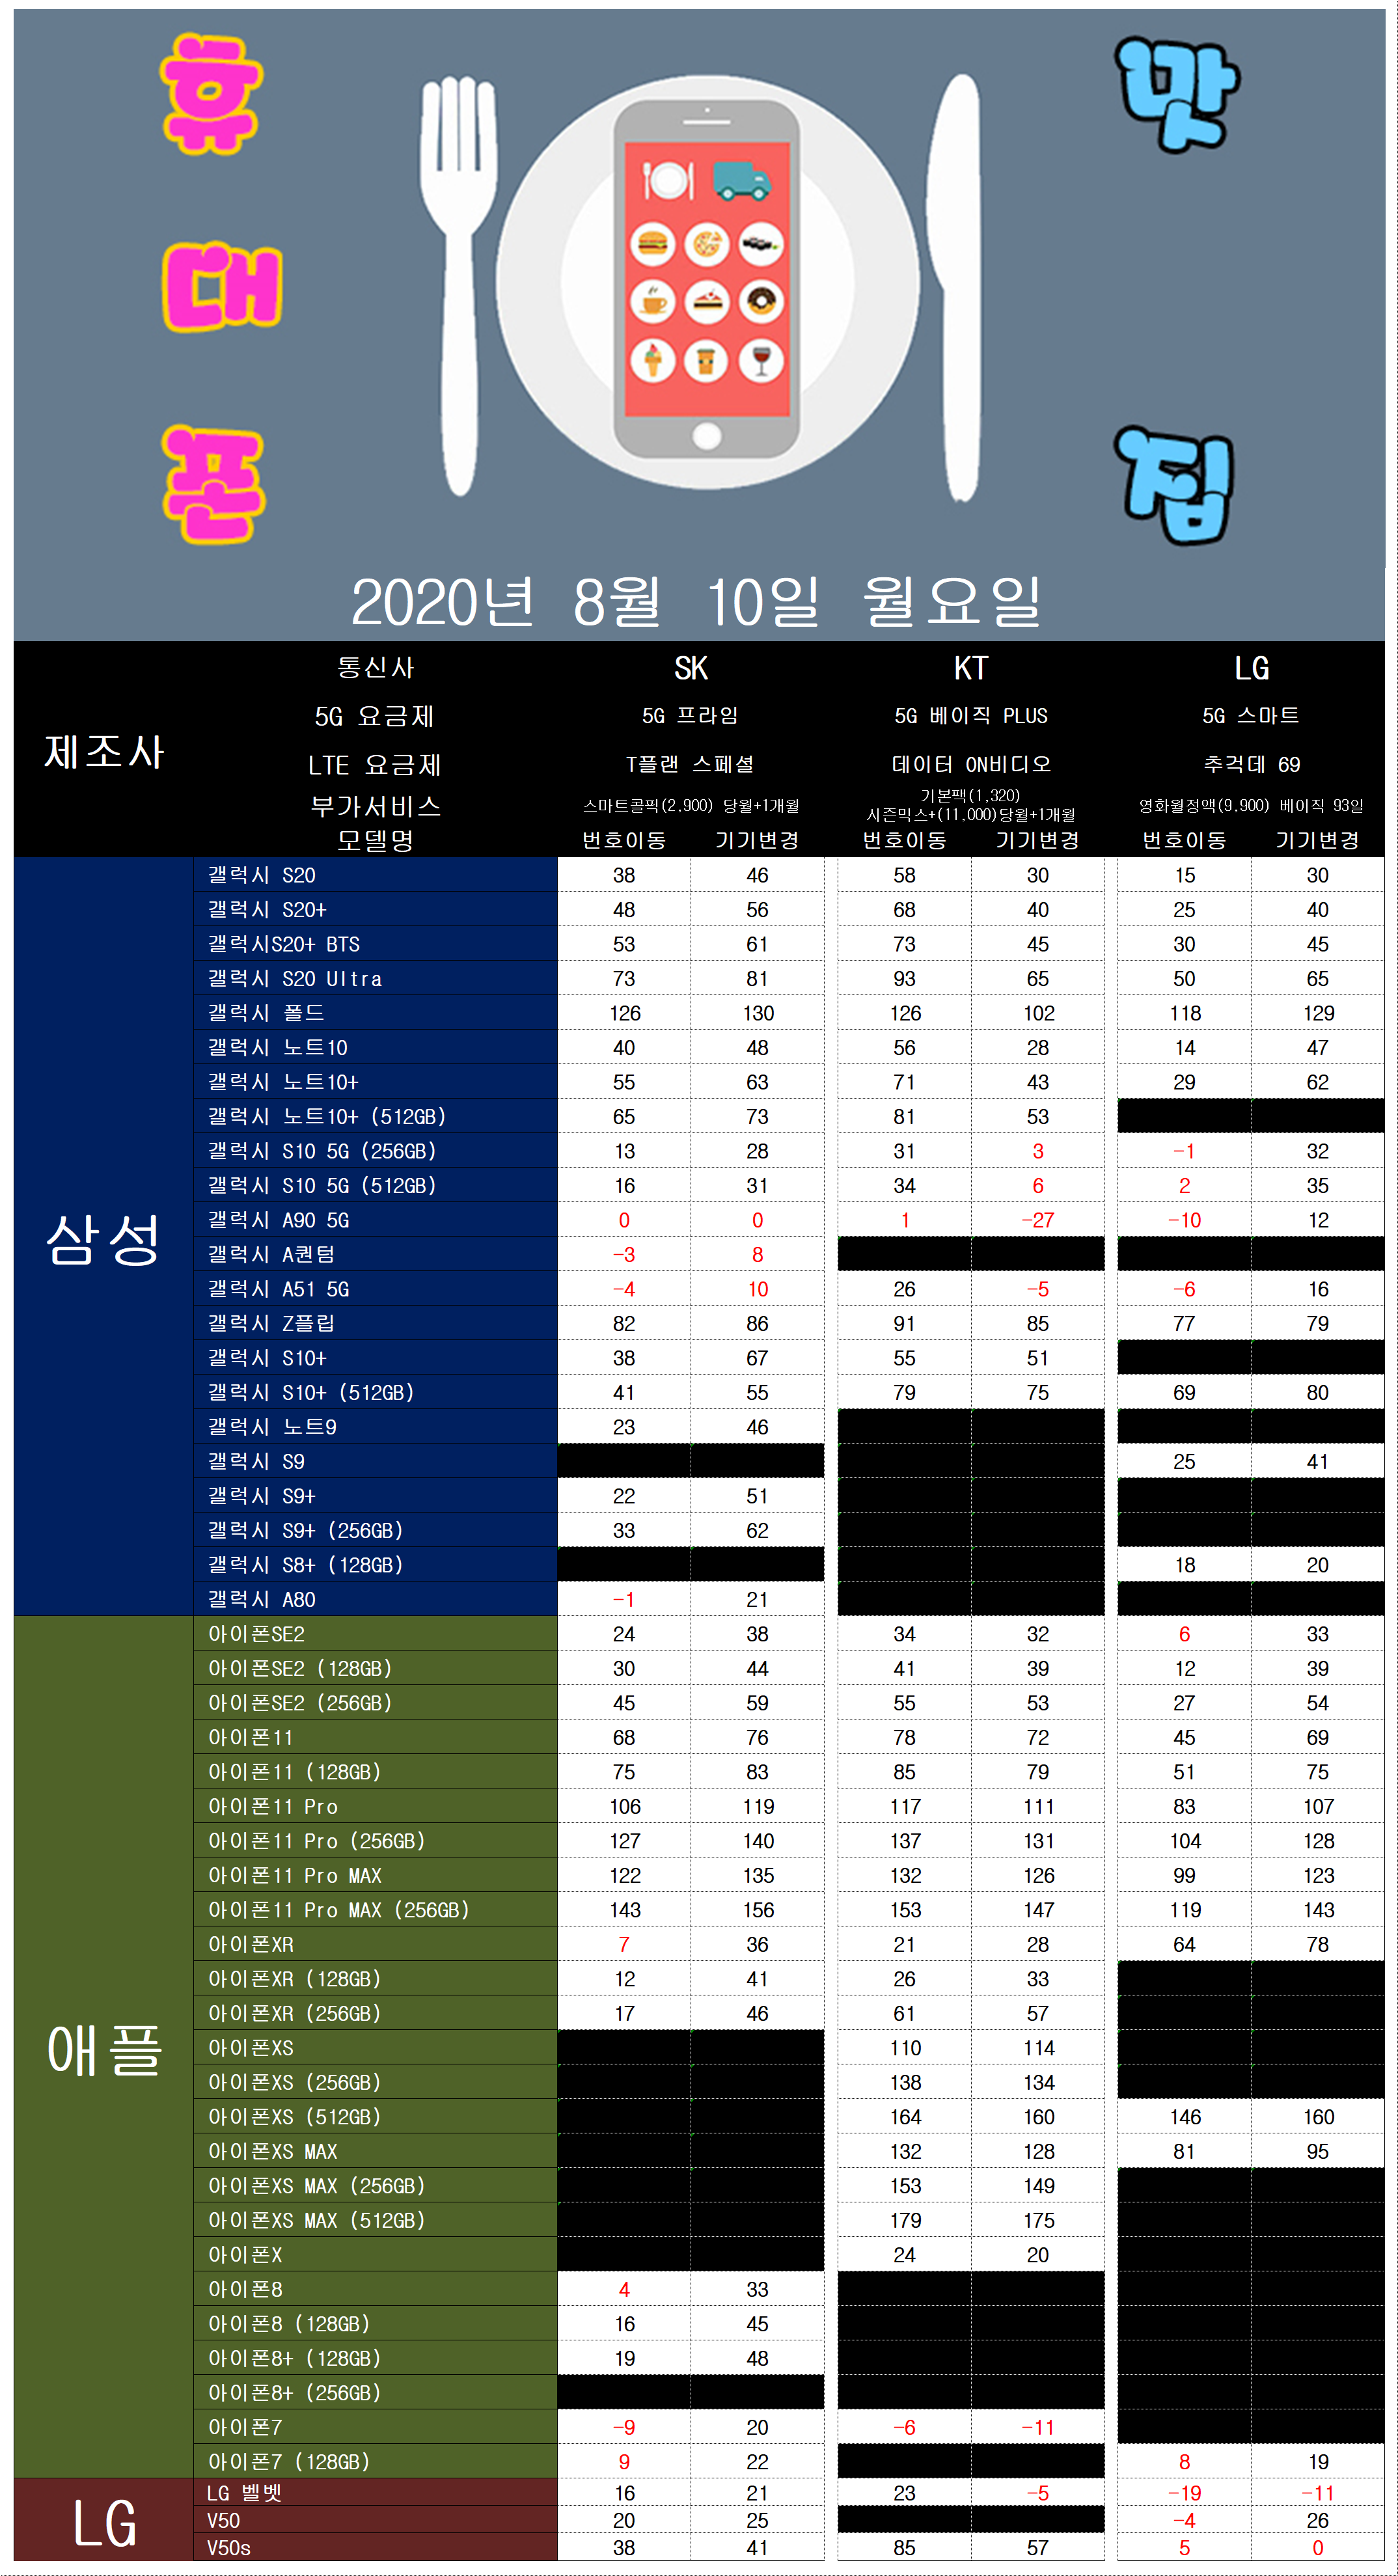 휴 맛
대
폰 집
2020년 8월 10일 월요일
제조사
통신사 SK KT LG
5G 요금제 5G 프라임 5G 베이직 PLUS 5G 스마트
LTE 요금제 T플랜 스페셜 데이터 ON비디오 추걱데 69
부가서비스 스마트콜픽(2,900) 당월+1개월 기본팩(1,320) 시즌믹스+(11,000)당월+1개월 영화월정액(9,900) 베이직 93일
모델명 번호이동 기기변경 번호이동 기기변경 번호이동 기기변경
삼성
갤럭시 S20 38 46 58 30 15 30
갤럭시 S20+ 48 56 68 40 25 40
갤럭시S20+ BTS 53 61 73 45 30 45
갤럭시 S20 Ultra 73 81 93 65 50 65
갤럭시 폴드 126 130 126 102 118 129
갤럭시 노트10 40 48 56 28 14 47
갤럭시 노트10+ 55 63 71 43 29 62
갤럭시 노트10+ (512GB) 65 73 81 53
갤럭시 S10 5G (256GB) 13 28 31 3 -1 32
갤럭시 S10 5G (512GB) 16 31 34 6 2 35
갤럭시 A90 5G 0 0 1 -27 -10 12
갤럭시 A퀀텀 -3 8
갤럭시 A51 5G -4 10 26 -5 -6 16
갤럭시 Z플립 82 86 91 85 77 79
갤럭시 S10+ 38 67 55 51
갤럭시 S10+ (512GB) 41 55 79 75 69 80
갤럭시 노트9 23 46
갤럭시 S9 25 41
갤럭시 S9+ 22 51
갤럭시 S9+ (256GB) 33 62
갤럭시 S8+ (128GB) 18 20
갤럭시 A80 -1 21
애플
아이폰SE2 24 38 34 32 6 33
아이폰SE2 (128GB) 30 44 41 39 12 39
아이폰SE2 (256GB) 45 59 55 53 27 54
아이폰11 68 76 78 72 45 69
아이폰11 (128GB) 75 83 85 79 51 75
아이폰11 Pro 106 119 117 111 83 107
아이폰11 Pro (256GB) 127 140 137 131 104 128
아이폰11 Pro MAX 122 135 132 126 99 123
아이폰11 Pro MAX (256GB) 143 156 153 147 119 143
아이폰XR 7 36 21 28 64 78
아이폰XR (128GB) 12 41 26 33
아이폰XR (256GB) 17 46 61 57
아이폰XS 110 114
아이폰XS (256GB) 138 134
아이폰XS (512GB) 164 160 146 160
아이폰XS MAX 132 128 81 95
아이폰XS MAX (256GB) 153 149
아이폰XS MAX (512GB) 179 175
아이폰X 24 20
아이폰8 4 33
아이폰8 (128GB) 16 45
아이폰8+ (128GB) 19 48
아이폰8+ (256GB)
아이폰7 -9 20 -6 -11
아이폰7 (128GB) 9 22 8 19
LG
LG 벨벳 16 21 23 -5 -19 -11
V50 20 25 -4 26
V50s 38 41 85 57 5 0